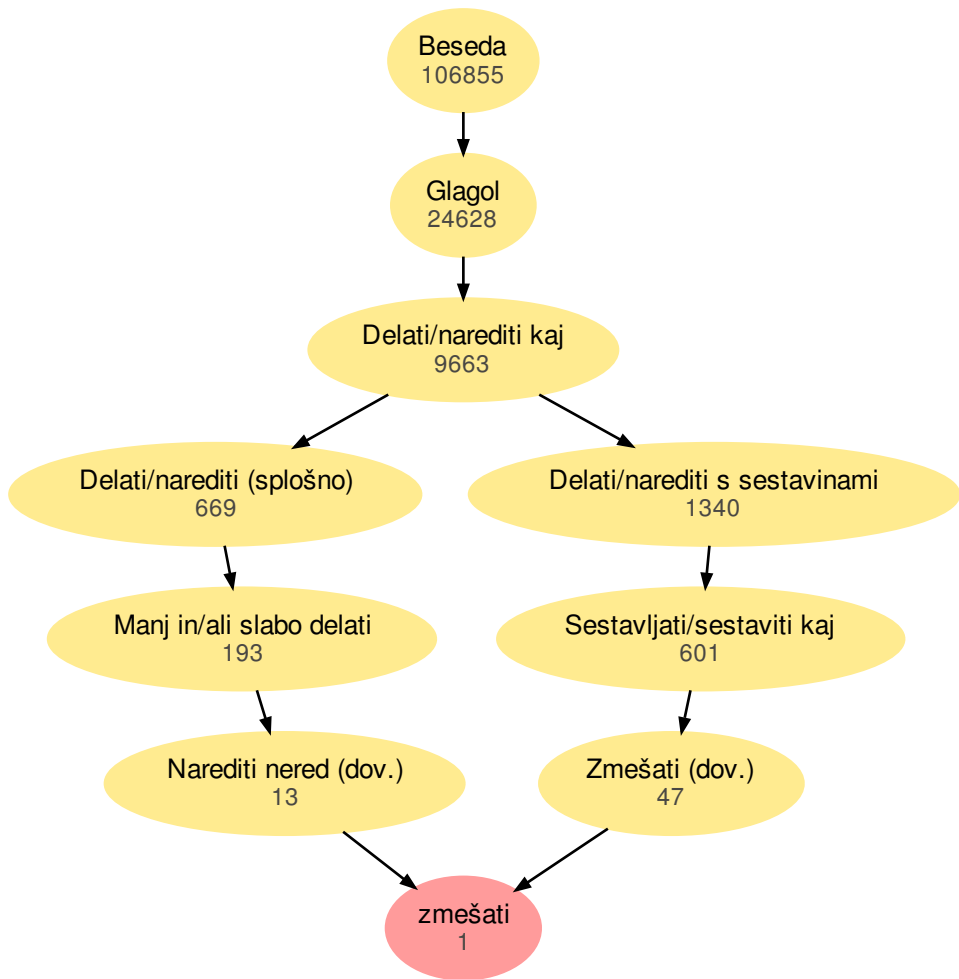 Beseda
106855
Glagol
24628
Delati/narediti kaj
9663
Delati/narediti (splošno)
669
Delati/narediti s sestavinami
1340
Manj in/ali slabo delati
193
Sestavljati/sestaviti kaj
601
Narediti nered (dov.)
13
Zmešati (dov.)
47
zmešati
1